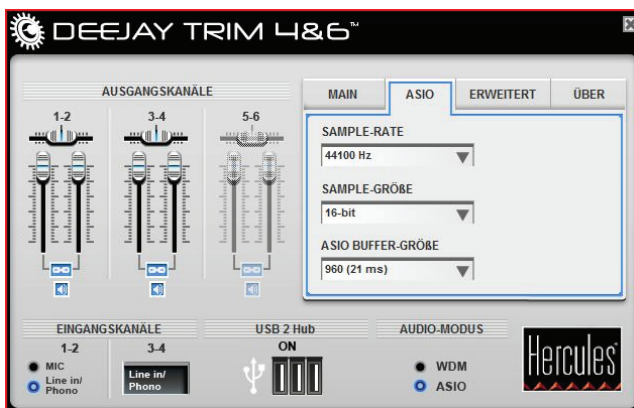 DEEJAY TRIM 4&6™
AUSGANGSKANÄLE
1-2 3-4 5-6
MAIN ASIO ERWEITERT ÜBER
SAMPLE-RATE
44100 Hz
SAMPLE-GRÖßE
16-bit
ASIO BUFFER-GRÖßE
960 (21 ms)
EINGANGSKANÄLE
1-2 3-4
MIC
Line in/
Phono
Line in/
Phono
USB 2 Hub
ON
AUDIO-MODUS
WDM
ASIO
Hercules